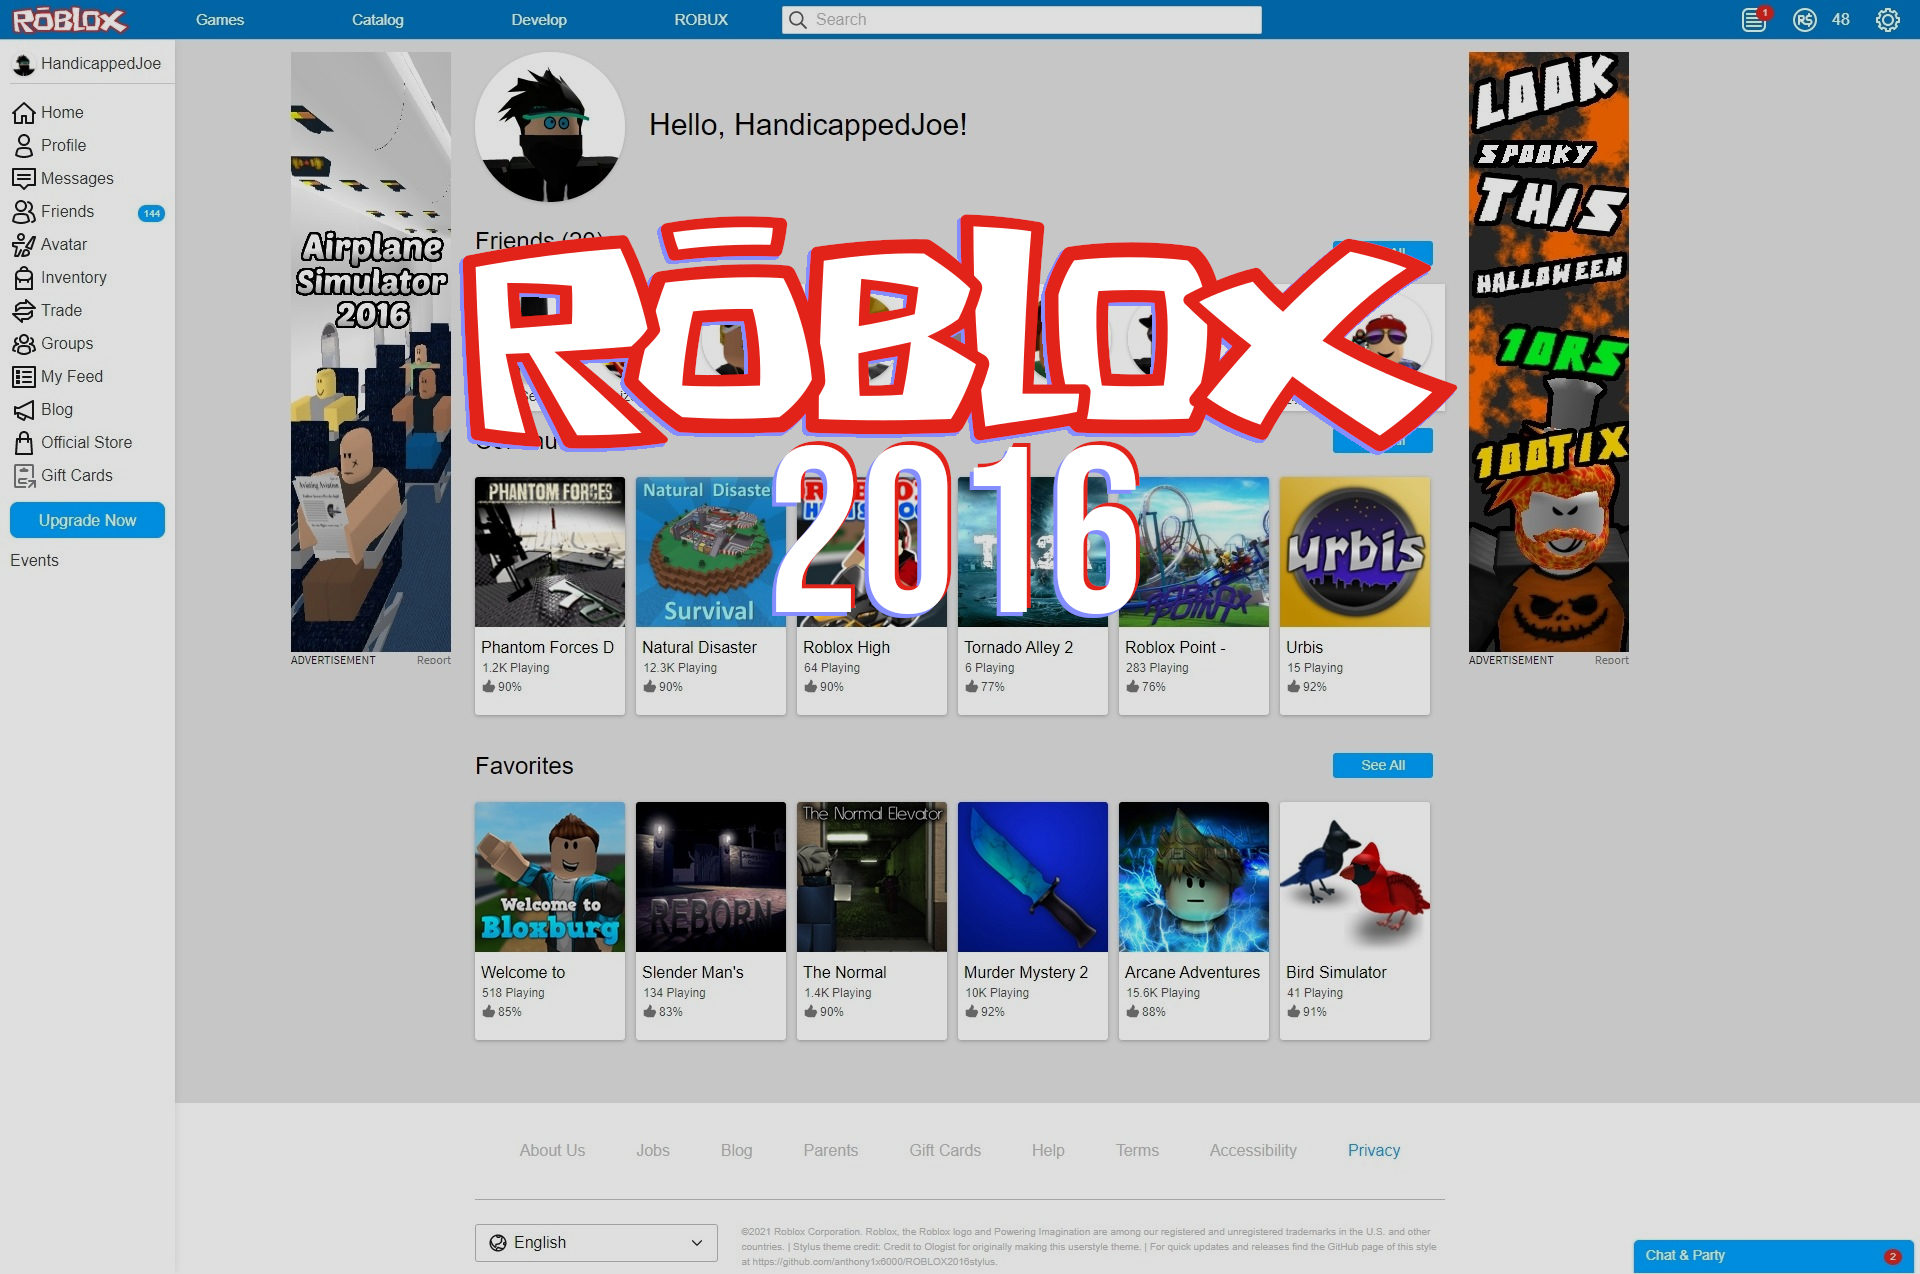 ROBLOX
Games
Catalog
Develop
ROBUX
Search
1
R$
48
HandicappedJoe
Home
Profile
Messages
Friends
144
Avatar
Inventory
Trade
Groups
My Feed
Blog
Official Store
Gift Cards
Upgrade Now
Events
Airplane
Simulator
2016
ADVERTISEMENT
Report
Hello, HandicappedJoe!
Friends
RŌBLOX
2016
PHANTOM FORCES
Phantom Forces D
1.2K Playing
90%
Natural Disaster
Survival
Natural Disaster
12.3K Playing
90%
Roblox High
64 Playing
90%
Tornado Alley 2
6 Playing
77%
POINT
Roblox Point -
283 Playing
76%
urbis
Urbis
15 Playing
92%
LOOK
SPOOKY
THIS
HALLOWEEN
10RS
100TIX
ADVERTISEMENT
Report
Favorites
See All
Welcome to
Bloxburg
Welcome to
518 Playing
85%
REBORN
Slender Man's
134 Playing
83%
The Normal Elevator
The Normal
1.4K Playing
90%
Murder Mystery 2
10K Playing
92%
ARCANE
ADVENTURES
Arcane Adventures
15.6K Playing
88%
Bird Simulator
41 Playing
91%
About Us
Jobs
Blog
Parents
Gift Cards
Help
Terms
Accessibility
Privacy
English
©2021 Roblox Corporation. Roblox, the Roblox logo and Powering Imagination are among our registered and unregistered trademarks in the U.S. and other
countries. | Stylus theme credit: Credit to Ologist for originally making this userstyle theme. | For quick updates and releases find the GitHub page of this style
at https://github.com/anthony1x6000/ROBLOX2016stylus.
Chat & Party
2